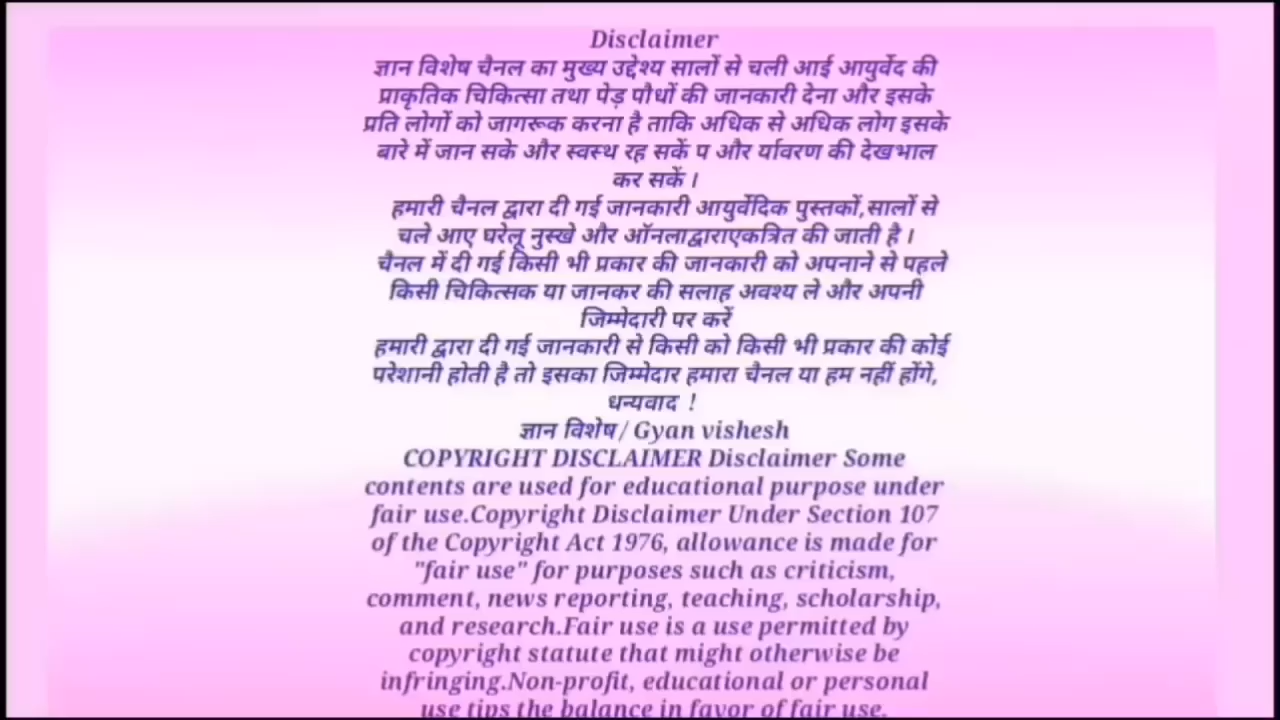 Disclaimer
ज्ञान विशेष चैनल का मुख्य उद्देश्य सालों से चली आई आयुर्वेद की
प्राकृतिक चिकित्सा तथा पेड़ पौधों की जानकारी देना और इसके
प्रति लोगों को जागरूक करना है ताकि अधिक से अधिक लोग इसके
बारे में जान सके और स्वस्थ रह सकें प और र्यावरण की देखभाल
कर सकें ।
हमारी चैनल द्वारा दी गई जानकारी आयुर्वेदिक पुस्तकों,सालों से
चले आए घरेलू नुस्खे और ऑनलाद्वाराएकत्रित की जाती है ।
चैनल में दी गई किसी भी प्रकार की जानकारी को अपनाने से पहले
किसी चिकित्सक या जानकर की सलाह अवश्य ले और अपनी
जिम्मेदारी पर करें
हमारी द्वारा दी गई जानकारी से किसी को किसी भी प्रकार की कोई
परेशानी होती है तो इसका जिम्मेदार हमारा चैनल या हम नहीं होंगे,
धन्यवाद !
ज्ञान विशेष/ Gyan vishesh
COPYRIGHT DISCLAIMER Disclaimer Some
contents are used for educational purpose under
fair use.Copyright Disclaimer Under Section 107
of the Copyright Act 1976, allowance is made for
"fair use" for purposes such as criticism,
comment, news reporting, teaching, scholarship,
and research.Fair use is a use permitted by
copyright statute that might otherwise be
infringing.Non-profit, educational or personal
use tips the balance in favor of fair use.